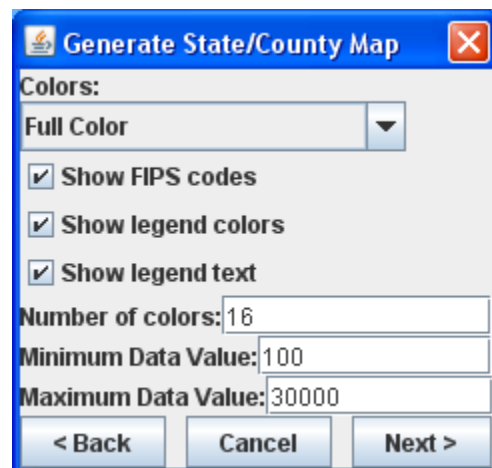 Generate State/County Map
Colors:
Full Color
Show FIPS codes
Show legend colors
Show legend text
Number of colors: 16
Minimum Data Value: 100
Maximum Data Value: 30000
< Back Cancel Next >